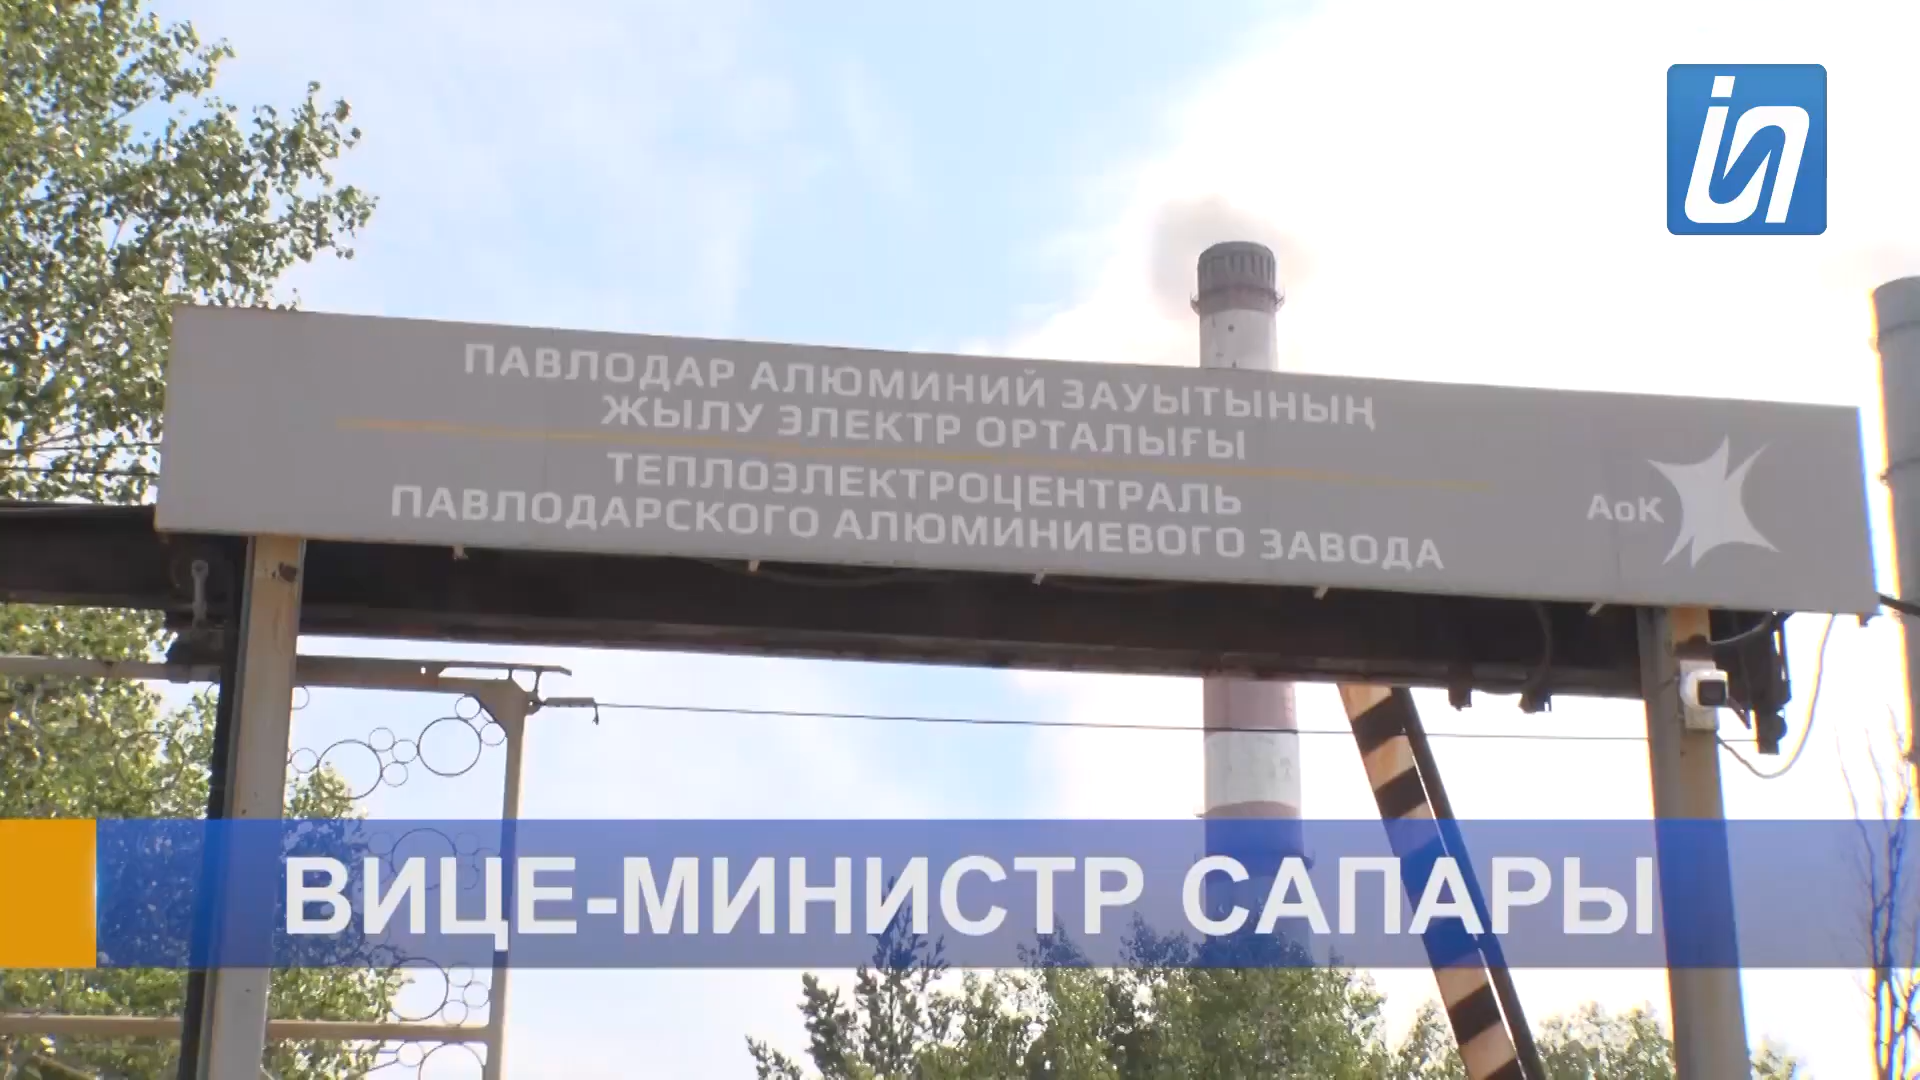 ПАВЛОДАР АЛЮМИНИЙ ЗАУЫТЫНЫҢ
ЖЫЛУ ЭЛЕКТР ОРТАЛЫҒЫ
ТЕПЛОЭЛЕКТРОЦЕНТРАЛЬ
ПАВЛОДАРСКОГО АЛЮМИНИЕВОГО ЗАВОДА
АоК
ВИЦЕ-МИНИСТР САПАРЫ